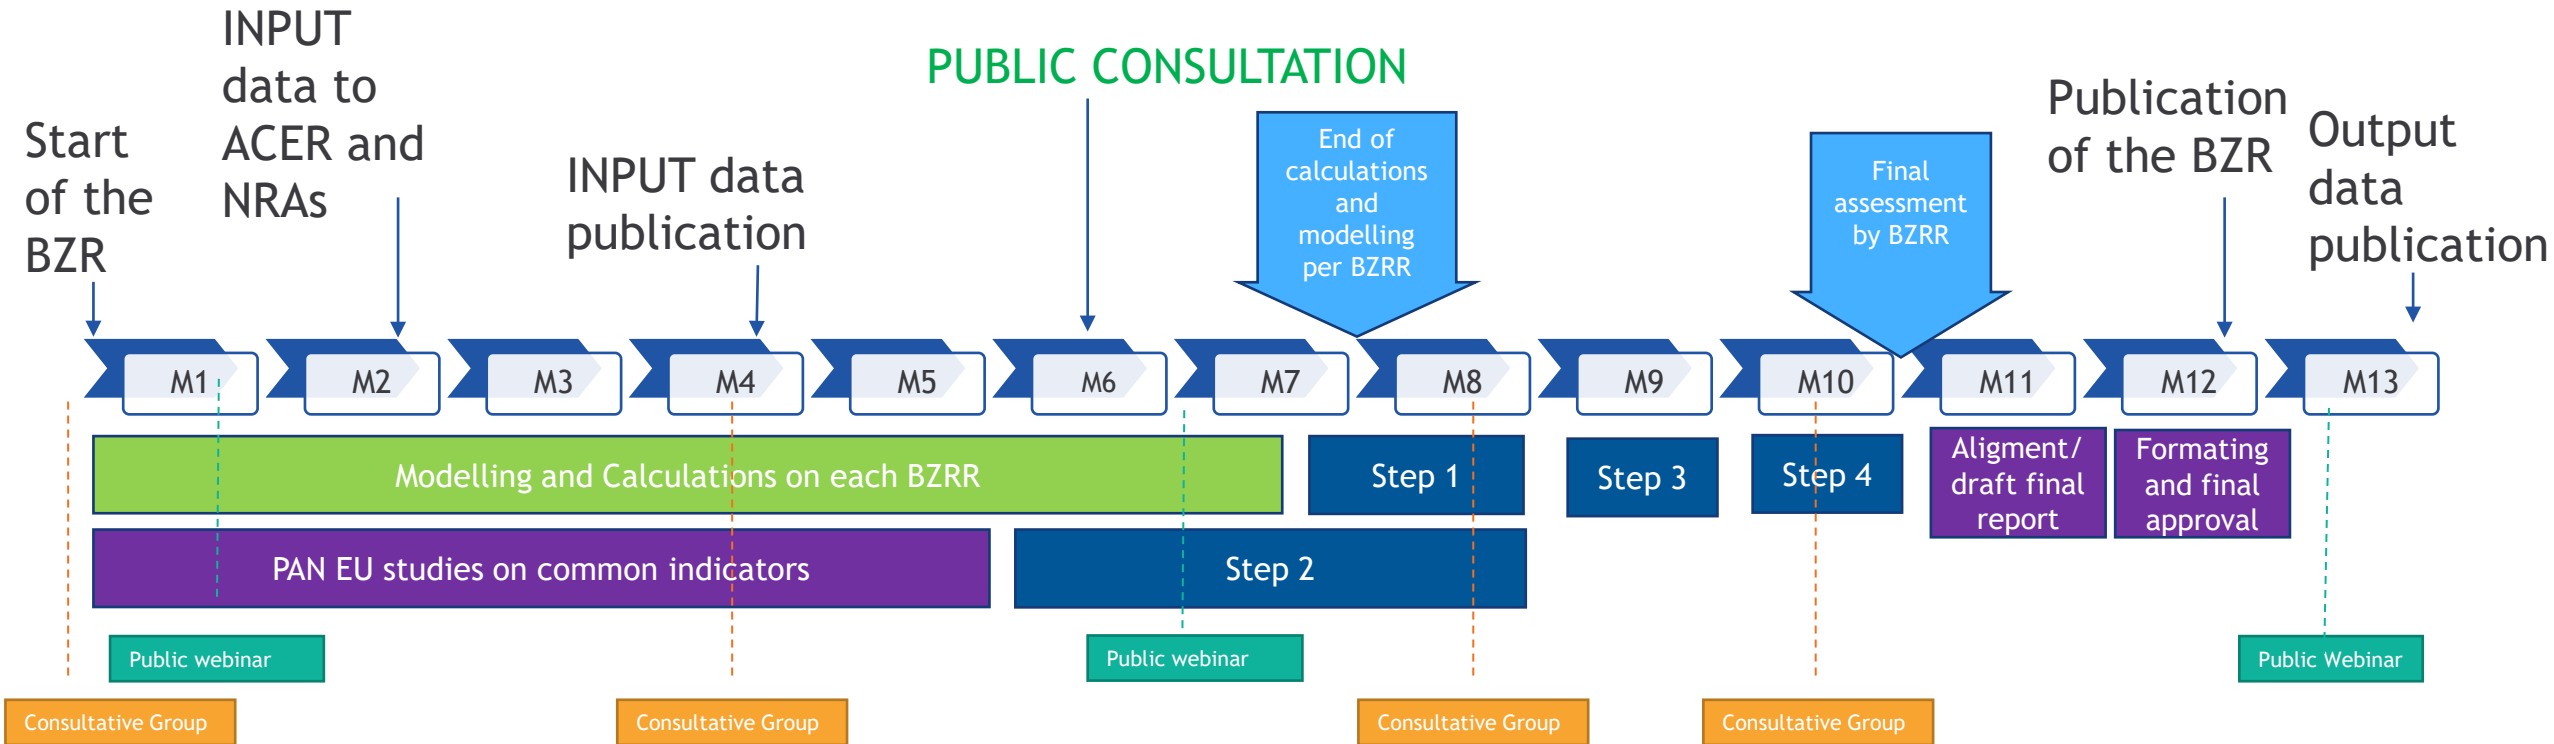 Start
of the
BZR
INPUT
data to
ACER and
NRAs
INPUT data
publication
PUBLIC CONSULTATION
End of
calculations
and
modelling
per BZRR
Final
assessment
by BZRR
Publication
of the BZR
Output
data
publication
M1
M2
M3
M4
M5
M6
M7
M8
M9
M10
M11
M12
M13
Modelling and Calculations on each BZRR
Step 1
Step 3
Step 4
Aligment/
draft final
report
Formating
and final
approval
PAN EU studies on common indicators
Step 2
Public webinar
Public webinar
Public Webinar
Consultative Group
Consultative Group
Consultative Group
Consultative Group